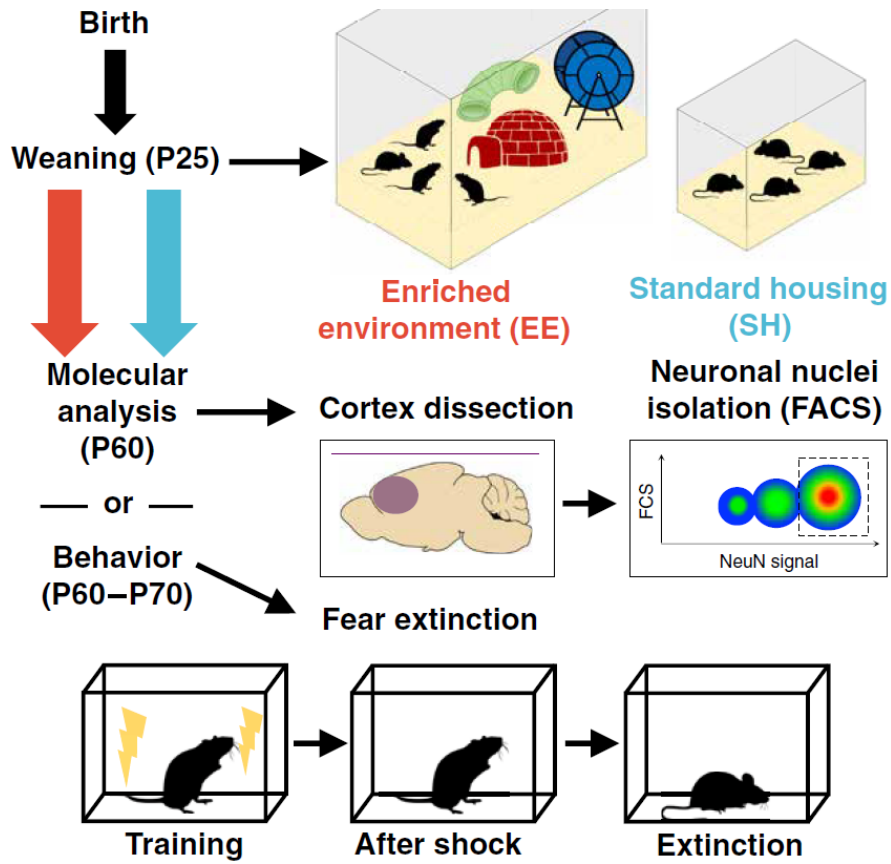 Birth
Weaning (P25)
Enriched
environment (EE)
Standard housing
(SH)
Molecular
analysis
(P60)
Cortex dissection
Neuronal nuclei
isolation (FACS)
FCS
NeuN signal
or
Behavior
(P60–P70)
Fear extinction
Training
After shock
Extinction